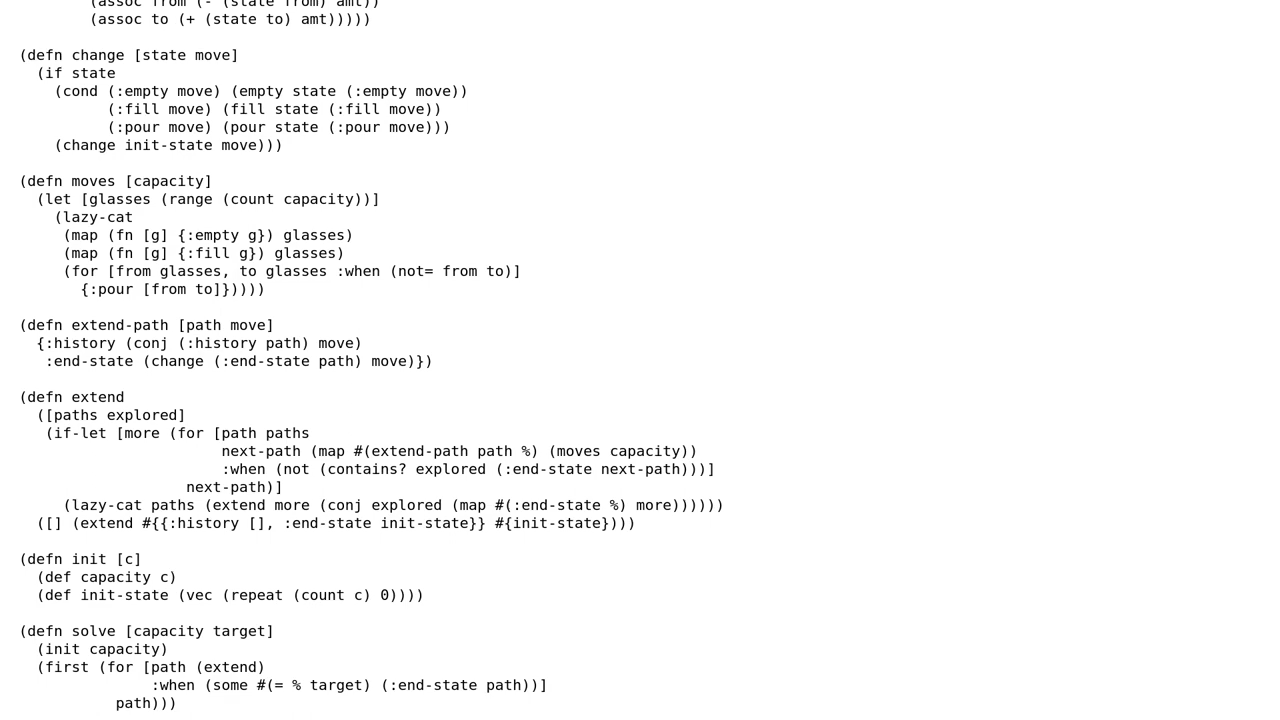 (assoc from (- (state from) amt))
(assoc to (+ (state to) amt)))))
(defn change [state move]
(if state
(cond (:empty move) (empty state (:empty move))
(:fill move) (fill state (:fill move))
(:pour move) (pour state (:pour move)))
(change init-state move)))
(defn moves [capacity]
(let [glasses (range (count capacity))]
(lazy-cat
(map (fn [g] {:empty g}) glasses)
(map (fn [g] {:fill g}) glasses)
(for [from glasses, to glasses :when (not= from to)]
{:pour [from to]}))))
(defn extend-path [path move]
{:history (conj (:history path) move)
:end-state (change (:end-state path) move)})
(defn extend
([paths explored]
(if-let [more (for [path paths
next-path (map #(extend-path path %) (moves capacity))
:when (not (contains? explored (:end-state next-path)))]
next-path)]
(lazy-cat paths (extend more (conj explored (map #(:end-state %) more))))))
([] (extend #{{:history [], :end-state init-state}} #{init-state})))
(defn init [c]
(def capacity c)
(def init-state (vec (repeat (count c) 0))))
(defn solve [capacity target]
(init capacity)
(first (for [path (extend)
:when (some #(= % target) (:end-state path))]
path)))